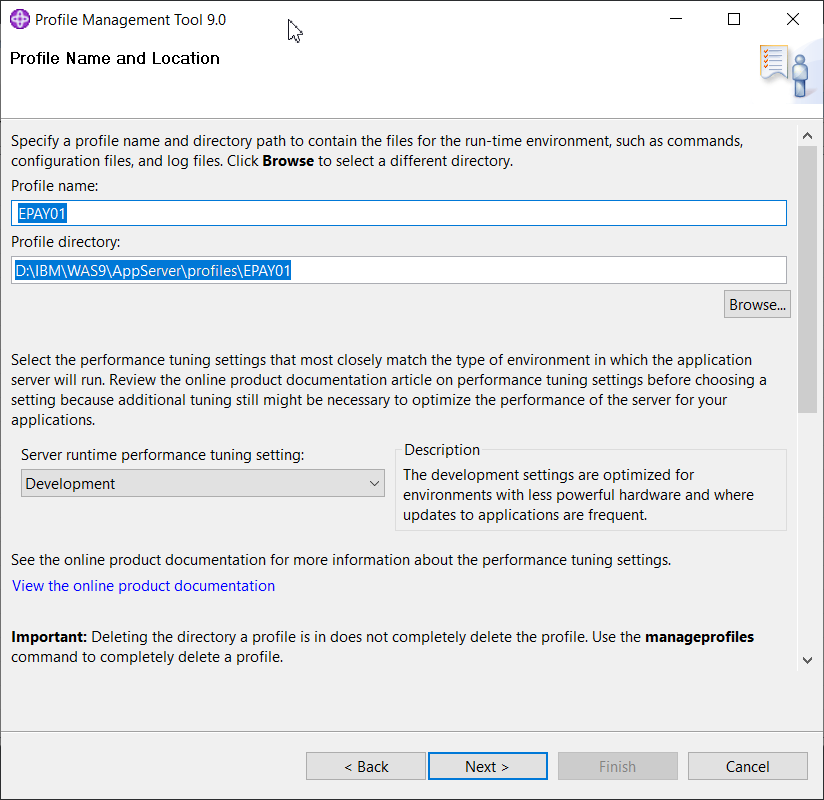 Profile Management Tool 9.0
Profile Name and Location
Specify a profile name and directory path to contain the files for the run-time environment, such as commands,
configuration files, and log files. Click Browse to select a different directory.
Profile name:
EPAY01
Profile directory:
D:\IBM\WAS9\AppServer\profiles\EPAY01
Browse...
Select the performance tuning settings that most closely match the type of environment in which the application
server will run. Review the online product documentation article on performance tuning settings before choosing a
setting because additional tuning still might be necessary to optimize the performance of the server for your
applications.
Server runtime performance tuning setting:
Development
Description
The development settings are optimized for
environments with less powerful hardware and where
updates to applications are frequent.
See the online product documentation for more information about the performance tuning settings.
View the online product documentation
Important: Deleting the directory a profile is in does not completely delete the profile. Use the manageprofiles
command to completely delete a profile.
< Back
Next >
Finish
Cancel